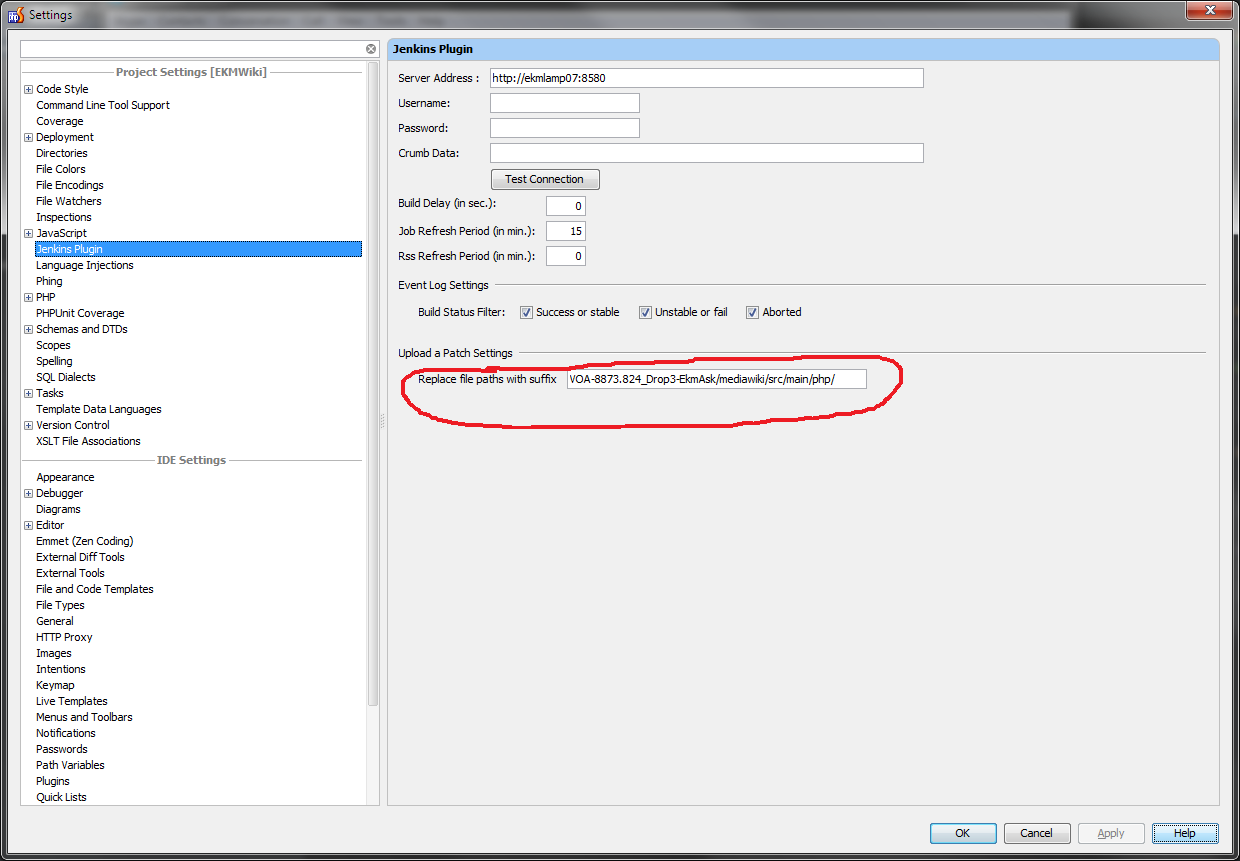 Settings
Project Settings [EKMWiki]
Code Style
Command Line Tool Support
Coverage
Deployment
Directories
File Colors
File Encodings
File Watchers
Inspections
JavaScript
Jenkins Plugin
Language Injections
Phing
PHP
PHPUnit Coverage
Schemas and DTDs
Scopes
Spelling
SQL Dialects
Tasks
Template Data Languages
Version Control
XSLT File Associations
IDE Settings
Appearance
Debugger
Diagrams
Editor
Emmet (Zen Coding)
External Diff Tools
External Tools
File and Code Templates
File Types
General
HTTP Proxy
Images
Intentions
Keymap
Live Templates
Menus and Toolbars
Notifications
Passwords
Path Variables
Plugins
Quick Lists
Jenkins Plugin
Server Address : http://ekmlamp07:8580
Username:
Password:
Crumb Data:
Test Connection
Build Delay (in sec.): 0
Job Refresh Period (in min.): 15
Rss Refresh Period (in min.): 0
Event Log Settings
Build Status Filter: Success or stable Unstable or fail Aborted
Upload a Patch Settings
Replace file paths with suffix VOA-8873.824_Drop3-EkmAsk/mediawiki/src/main/php/
OK Cancel Apply Help